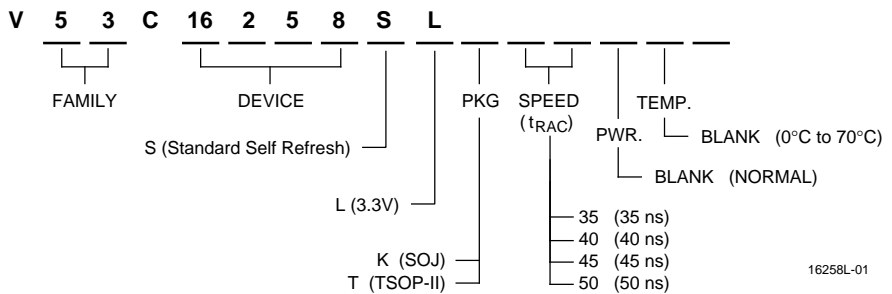 V 5 3 C 16 2 5 8 S L
FAMILY DEVICE PKG SPEED TEMP.
(tRAC) PWR. BLANK (0°C to 70°C)
S (Standard Self Refresh)
BLANK (NORMAL)
L (3.3V)
35 (35 ns)
40 (40 ns)
K (SOJ) 45 (45 ns)
T (TSOP-II) 50 (50 ns)
16258L-01